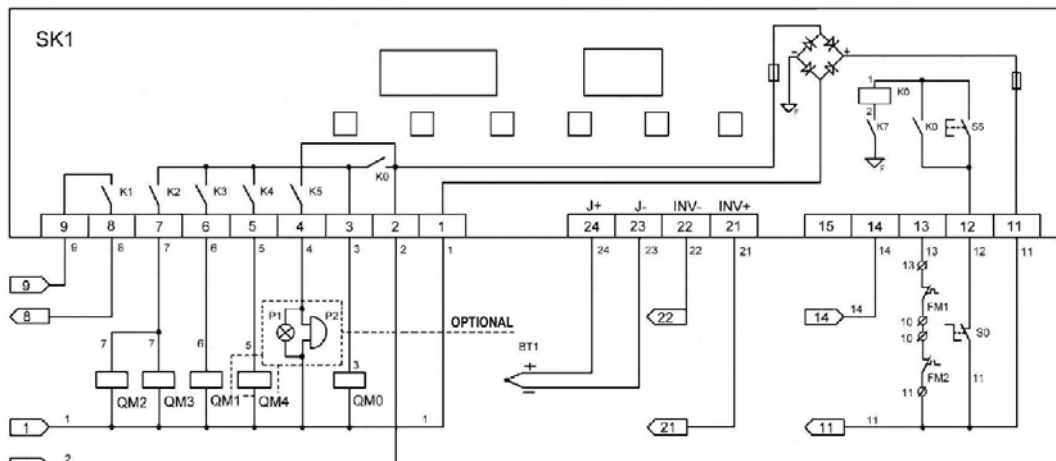 SK1
- +
1 K0
2 K7 K0 S5
F
F
K0
K1 K2 K3 K4 K5
J+ J- INV- INV+
9 8 7 6 5 4 3 2 1 24 23 22 21 15 14 13 12 11
9 8 7 6 5 4 3 2 1 24 23 22 21 14 13 12 11
13
9
FM1
P1 P2 OPTIONAL
8 22 14 14 10
7 7 6 5 BT1 10 S0
+
3 FM2
- 11 11
QM2 QM3 QM1 QM4 QM0
1 1 1 21 11 11
2